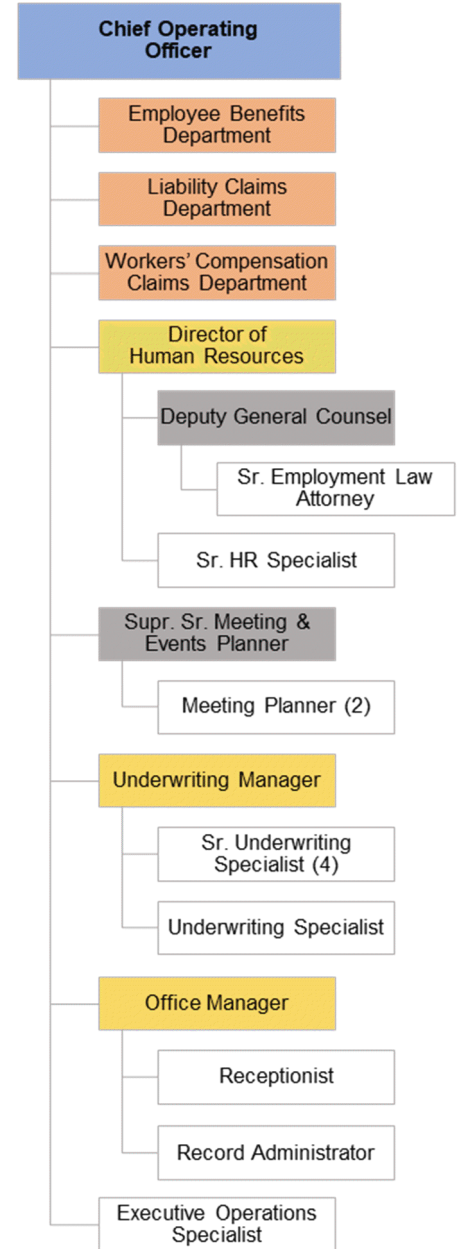 Chief Operating
Officer
Employee Benefits
Department
Liability Claims
Department
Workers' Compensation
Claims Department
Director of
Human Resources
Deputy General Counsel
Sr. Employment Law
Attorney
Sr. HR Specialist
Supr. Sr. Meeting &
Events Planner
Meeting Planner (2)
Underwriting Manager
Sr. Underwriting
Specialist (4)
Underwriting Specialist
Office Manager
Receptionist
Record Administrator
Executive Operations
Specialist